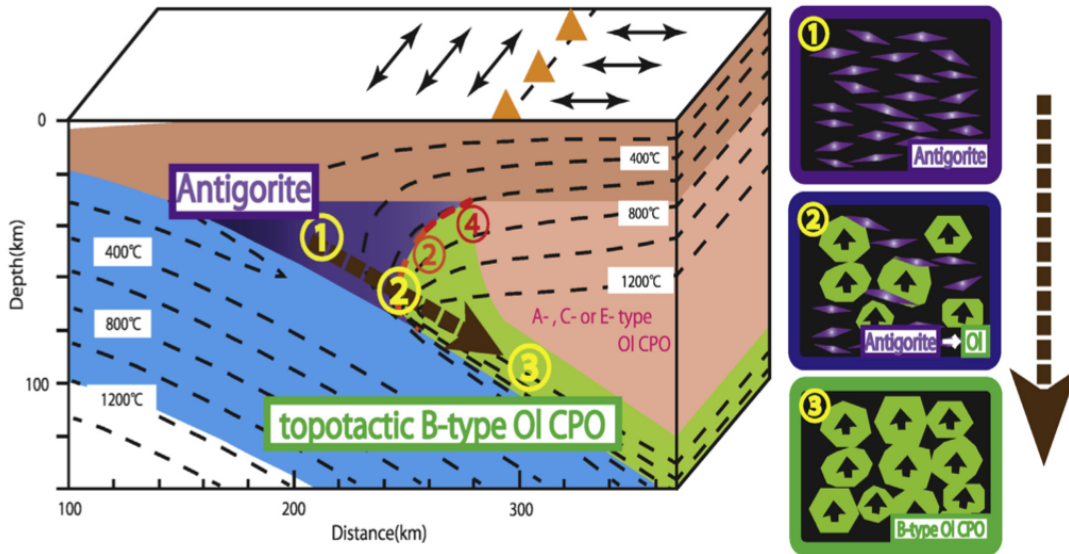 0
Depth(km)
100
400℃
800℃
1200℃
Antigorite
1
2
3
2
4
400℃
800℃
1200℃
A- , C- or E- type
Ol CPO
topotactic B-type Ol CPO
100
200
300
Distance(km)
1
Antigorite
2
Antigorite
Ol
3
B-type Ol CPO